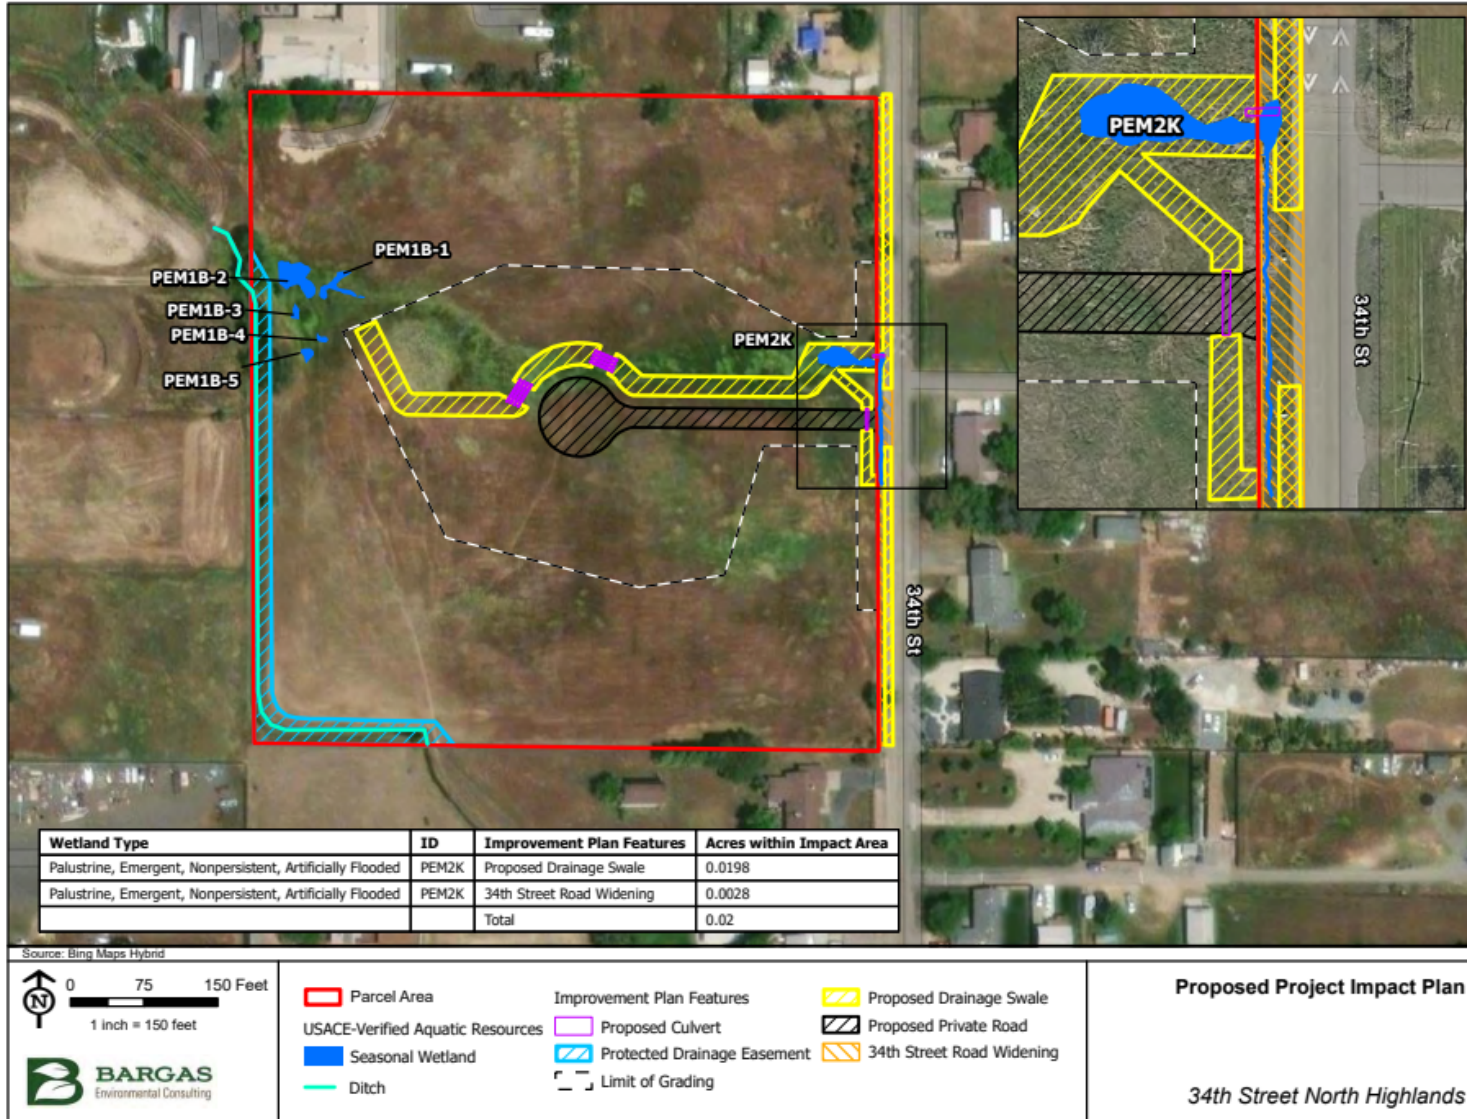 PEM2K
34th St
PEM1B-1
PEM1B-2
PEM1B-3
PEM1B-4
PEM1B-5
PEM2K
34th St
Wetland Type ID Improvement Plan Features Acres within Impact Area
Palustrine, Emergent, Nonpersistent, Artificially Flooded PEM2K Proposed Drainage Swale 0.0198
Palustrine, Emergent, Nonpersistent, Artificially Flooded PEM2K 34th Street Road Widening 0.0028
Total 0.02
Source: Bing Maps Hybrid
N
0 75 150 Feet
1 inch = 150 feet
BARGAS
Environmental Consulting
Parcel Area
USACE-Verified Aquatic Resources
Seasonal Wetland
Ditch
Improvement Plan Features
Proposed Culvert
Protected Drainage Easement
Limit of Grading
Proposed Drainage Swale
Proposed Private Road
34th Street Road Widening
Proposed Project Impact Plan
34th Street North Highlands